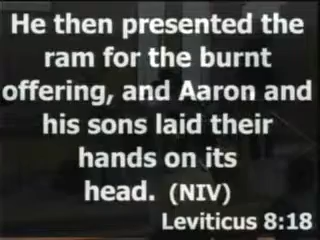 He then presented the
ram for the burnt
offering, and Aaron and
his sons laid their
hands on its
head. (NIV)
Leviticus 8:18